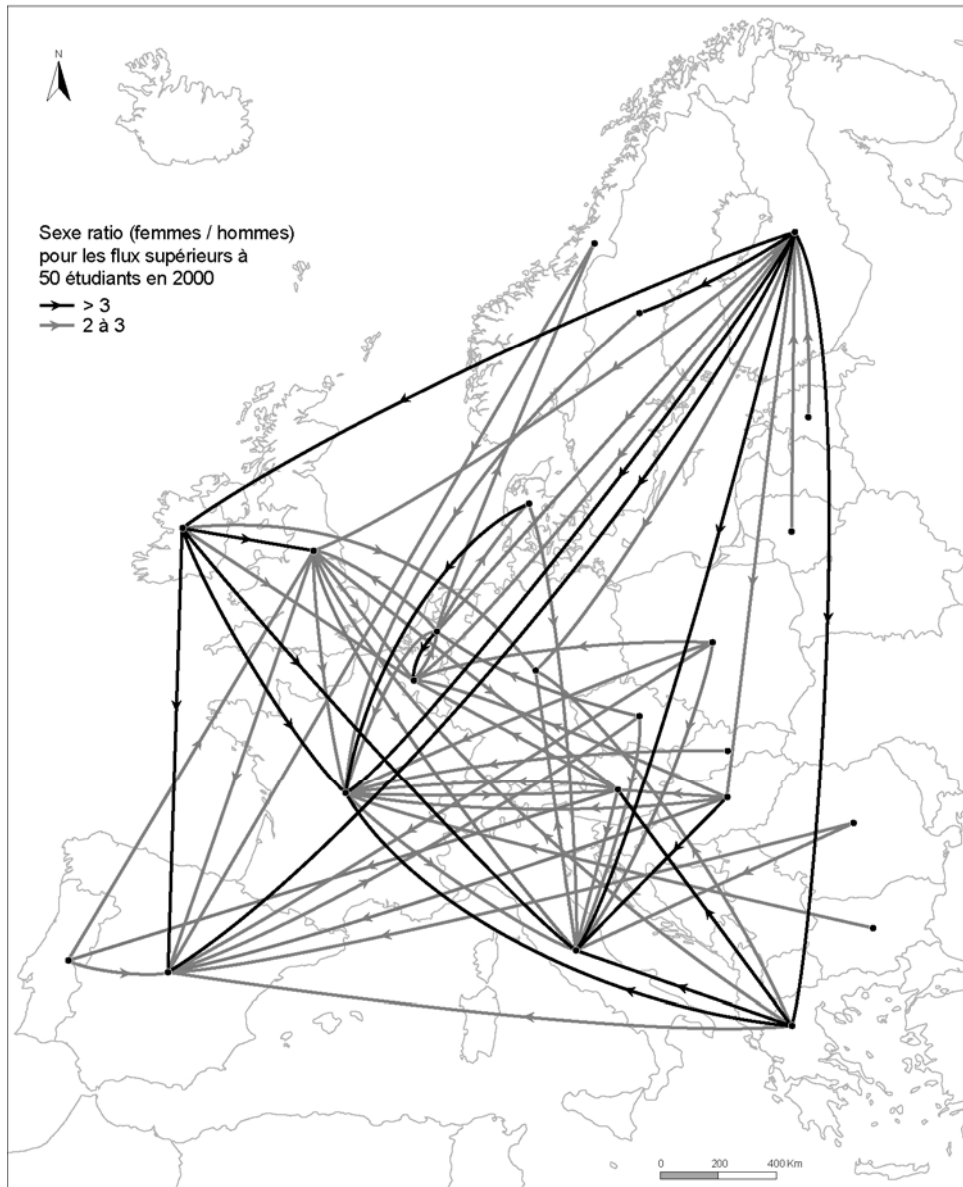 N
Sexe ratio (femmes / hommes)
pour les flux supérieurs à
50 étudiants en 2000
> 3
2 à 3
0 200 400 Km